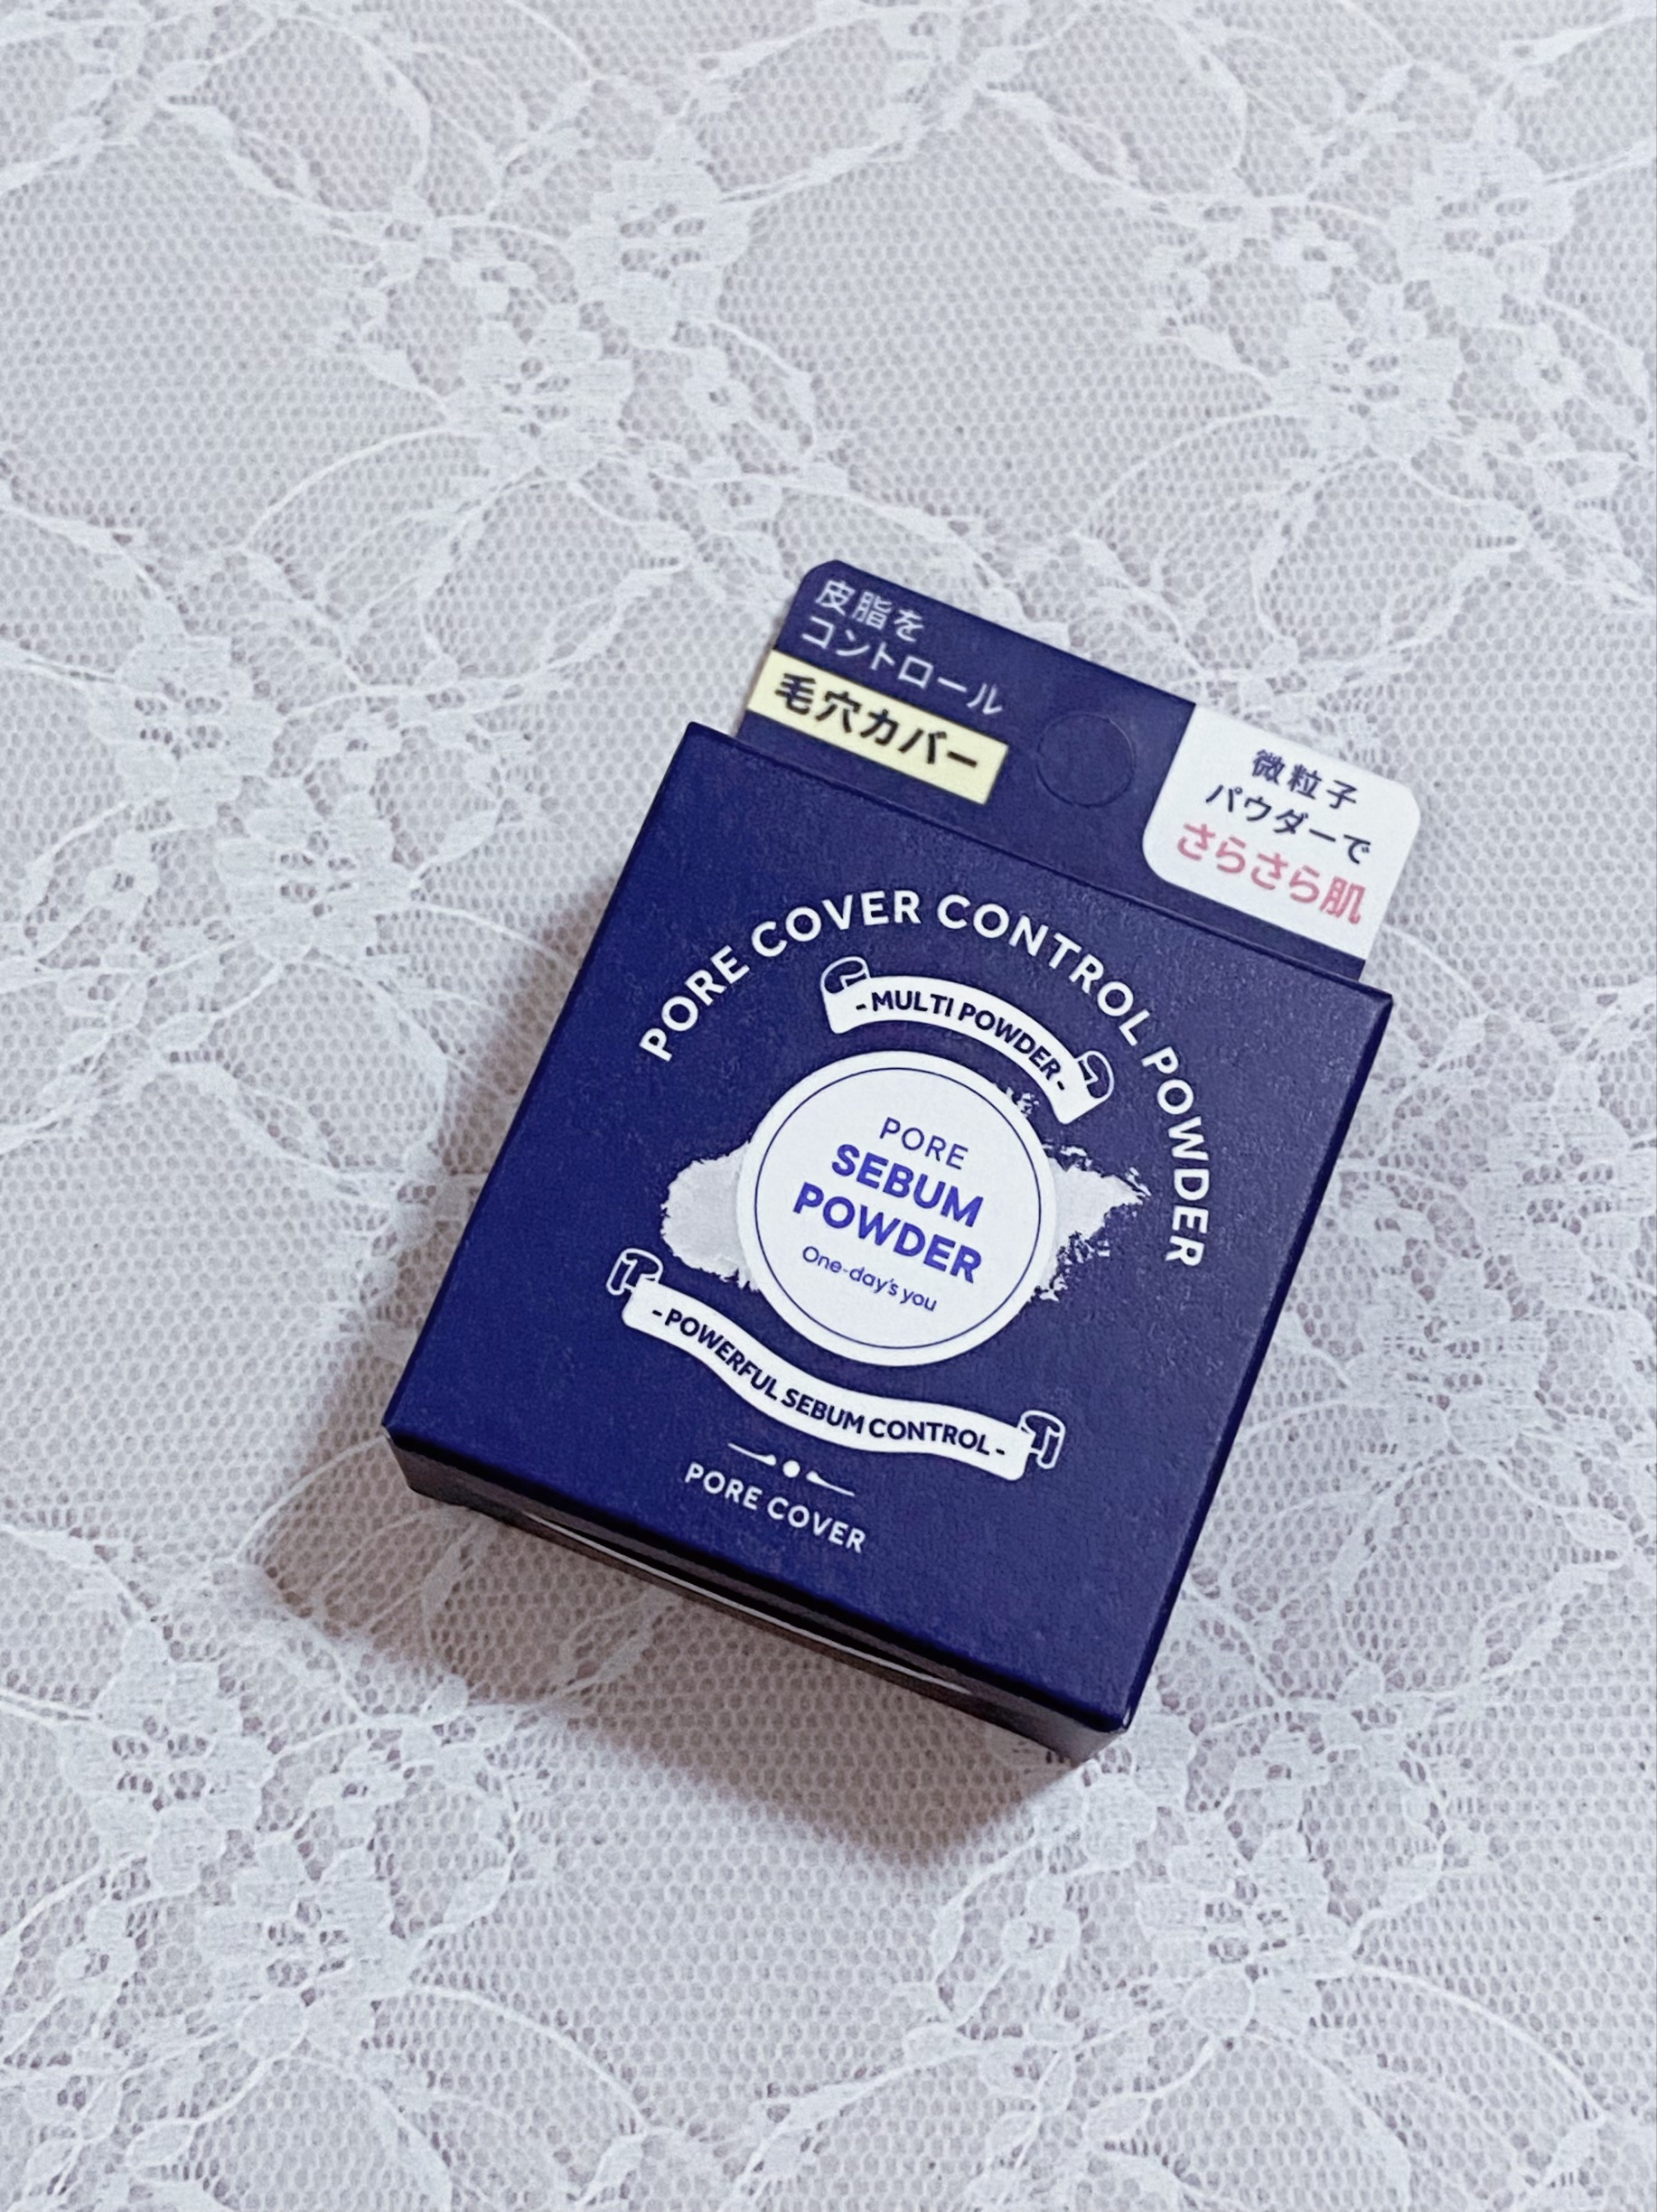 皮脂を
コントロール
毛穴カバー
微粒子
パウダーで
さらさら肌
PORE COVER CONTROL POWDER
- MULTI POWDER -
PORE
SEBUM
POWDER
One-day's you
- POWERFUL SEBUM CONTROL -
PORE COVER